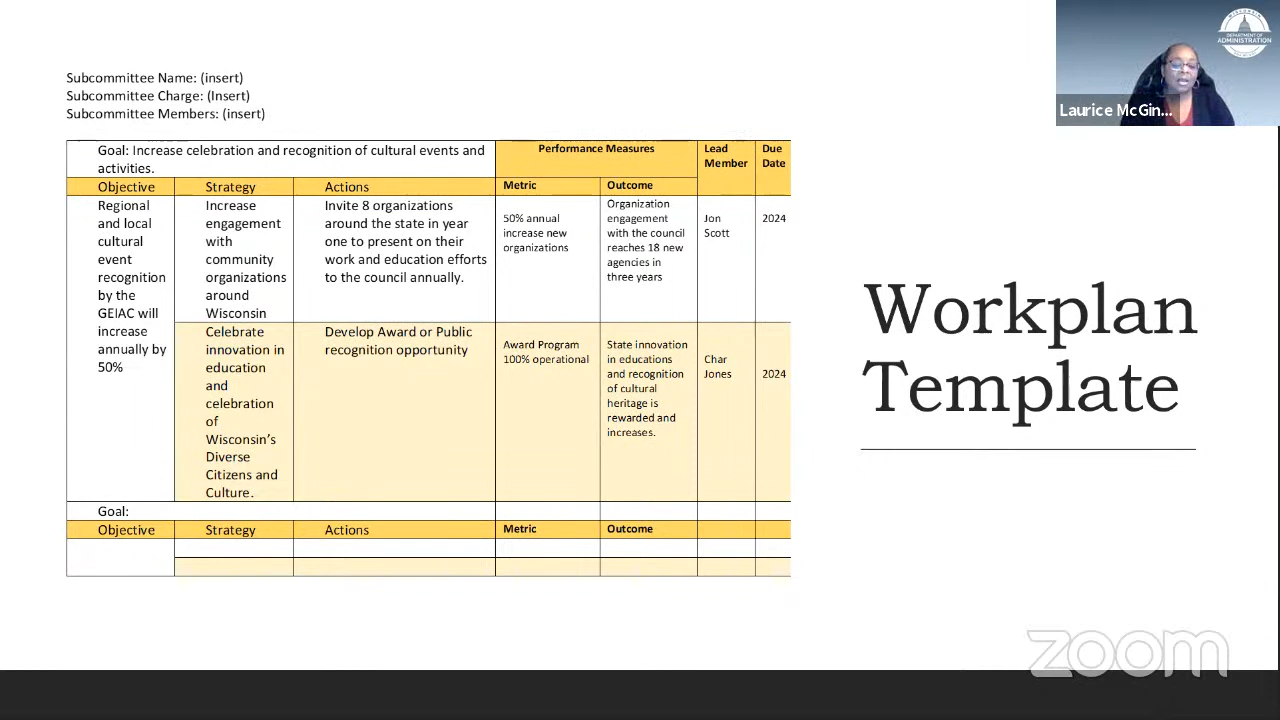 WISCONSIN
DEPARTMENT OF
ADMINISTRATION
Laurice McGin...
Subcommittee Name: (insert)
Subcommittee Charge: (Insert)
Subcommittee Members: (insert)
Goal: Increase celebration and recognition of cultural events and
activities.
Performance Measures
Lead
Member
Due
Date
Objective
Strategy
Actions
Metric
Outcome
Regional
and local
cultural
event
recognition
by the
GEIAC will
increase
annually by
50%
Increase
engagement
with
community
organizations
around
Wisconsin
Invite 8 organizations
around the state in year
one to present on their
work and education efforts
to the council annually.
50% annual
increase new
organizations
Organization
engagement
with the council
reaches 18 new
agencies in
three years
Jon
Scott
2024
Celebrate
innovation in
education
and
celebration
of
Wisconsin’s
Diverse
Citizens and
Culture.
Develop Award or Public
recognition opportunity
Award Program
100% operational
State innovation
in educations
and recognition
of cultural
heritage is
rewarded and
increases.
Char
Jones
2024
Goal:
Objective
Strategy
Actions
Metric
Outcome
Workplan
Template
zoom